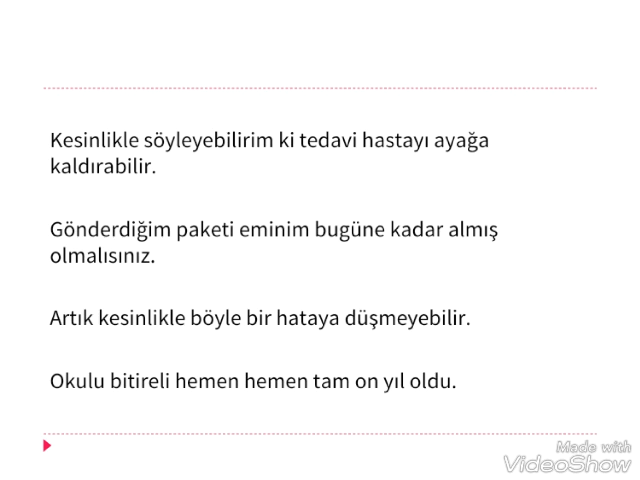 Kesinlikle söyleyebilirim ki tedavi hastayı ayağa
kaldırabilir.
Gönderdiğim paketi eminim bugüne kadar almış
olmalısınız.
Artık kesinlikle böyle bir hataya düşmeyebilir.
Okulu bitireli hemen hemen tam on yıl oldu.
Made with
VideoShow